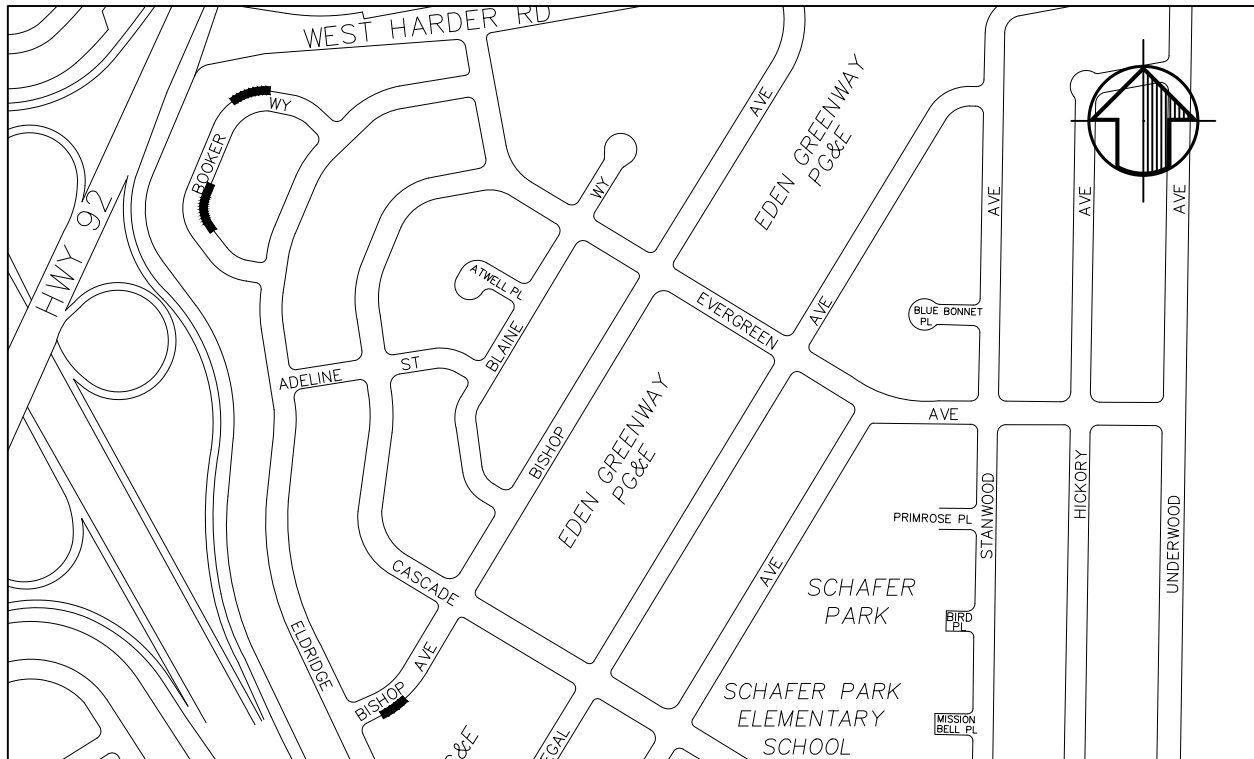 WEST HARDER RD
WY
BOOKER
HWY 92
AVE
EDEN GREENWAY
PG&E
AVE
AVE
AVE
WY
ATWELL PL
EVERGREEN
AVE
BLUE BONNET
PL
BLAINE
ADELINE
ST
EDEN GREENWAY
PG&E
AVE
BISHOP
STANWOOD
HICKORY
UNDERWOOD
PRIMROSE PL
CASCADE
AVE
SCHAFER
PARK
BIRD
PL
ELDRIDGE
AVE
BISHOP
SCHAFER PARK
ELEMENTARY
SCHOOL
MISSION
BELL PL
G&E
EGAL